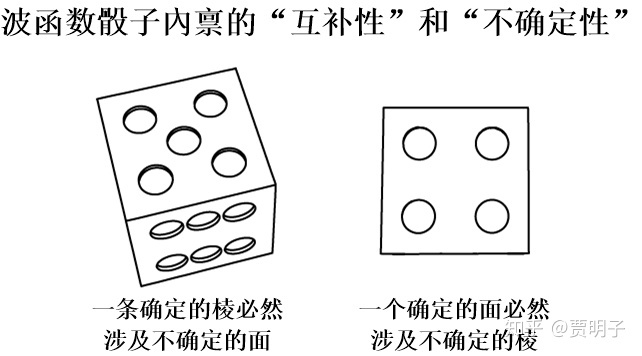 波函数骰子内禀的“互补性”和“不确定性”
一条确定的棱必然
涉及不确定的面
一个确定的面必然
涉及不确定的棱
知乎 @贾明子